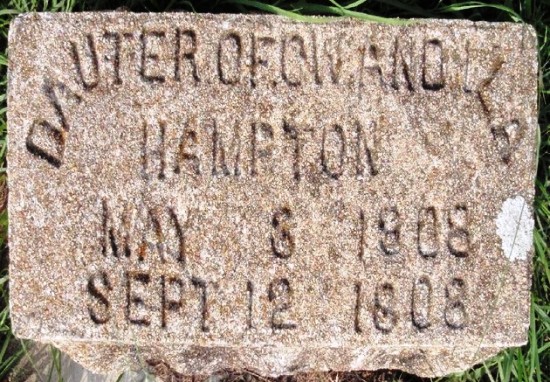 DAUTER OF C.W. AND
HAMPTON
MAY 6 1908
SEPT 12 1908